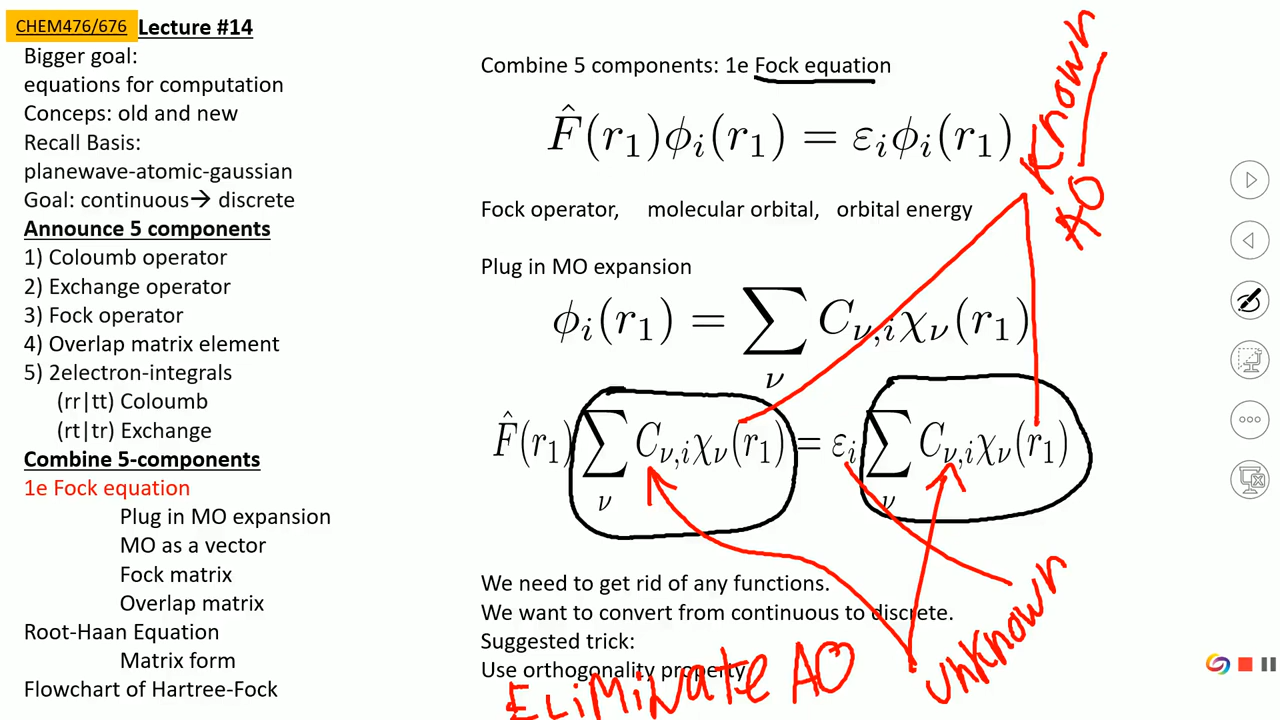 CHEM476/676 Lecture #14
Bigger goal:
equations for computation
Conceps: old and new
Recall Basis:
planewave-atomic-gaussian
Goal: continuous→ discrete
Announce 5 components
1) Coloumb operator
2) Exchange operator
3) Fock operator
4) Overlap matrix element
5) 2electron-integrals
(rr|tt) Coloumb
(rt|tr) Exchange
Combine 5-components
1e Fock equation
Plug in MO expansion
MO as a vector
Fock matrix
Overlap matrix
Root-Haan Equation
Matrix form
Flowchart of Hartree-Fock
Combine 5 components: 1e Fock equation
F̂(r₁)ϕᵢ(r₁) = εᵢϕᵢ(r₁)
Known
AO
Fock operator, molecular orbital, orbital energy
Plug in MO expansion
ϕᵢ(r₁) = ∑_ν C_{ν,i}χ_ν(r₁)
F̂(r₁) ∑_ν C_{ν,i}χ_ν(r₁) = εᵢ ∑_ν C_{ν,i}χ_ν(r₁)
We need to get rid of any functions.
We want to convert from continuous to discrete.
Suggested trick:
Use orthogonality property
Unknown
ELiMiNate AO